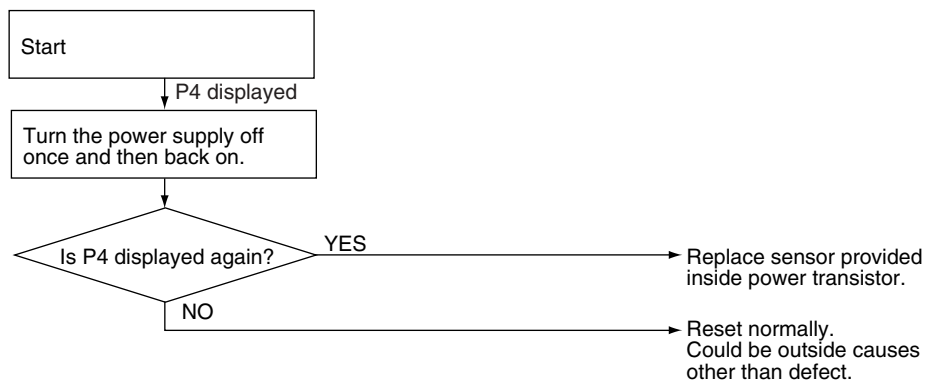 Start
P4 displayed
Turn the power supply off
once and then back on.
Is P4 displayed again?
YES
Replace sensor provided
inside power transistor.
NO
Reset normally.
Could be outside causes
other than defect.